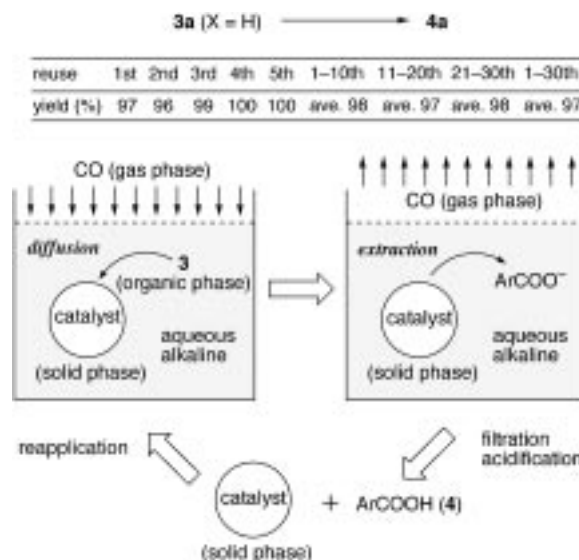 3a (X = H) 4a
reuse 1st 2nd 3rd 4th 5th 1–10th 11–20th 21–30th 1–30th
yield (%) 97 96 99 100 100 ave. 98 ave. 97 ave. 98 ave. 97
CO (gas phase)
diffusion
3
(organic phase)
catalyst
aqueous
alkaline
(solid phase)
CO (gas phase)
extraction
ArCOO⁻
catalyst
aqueous
alkaline
(solid phase)
reapplication
filtration
acidification
catalyst + ArCOOH (4)
(solid phase)